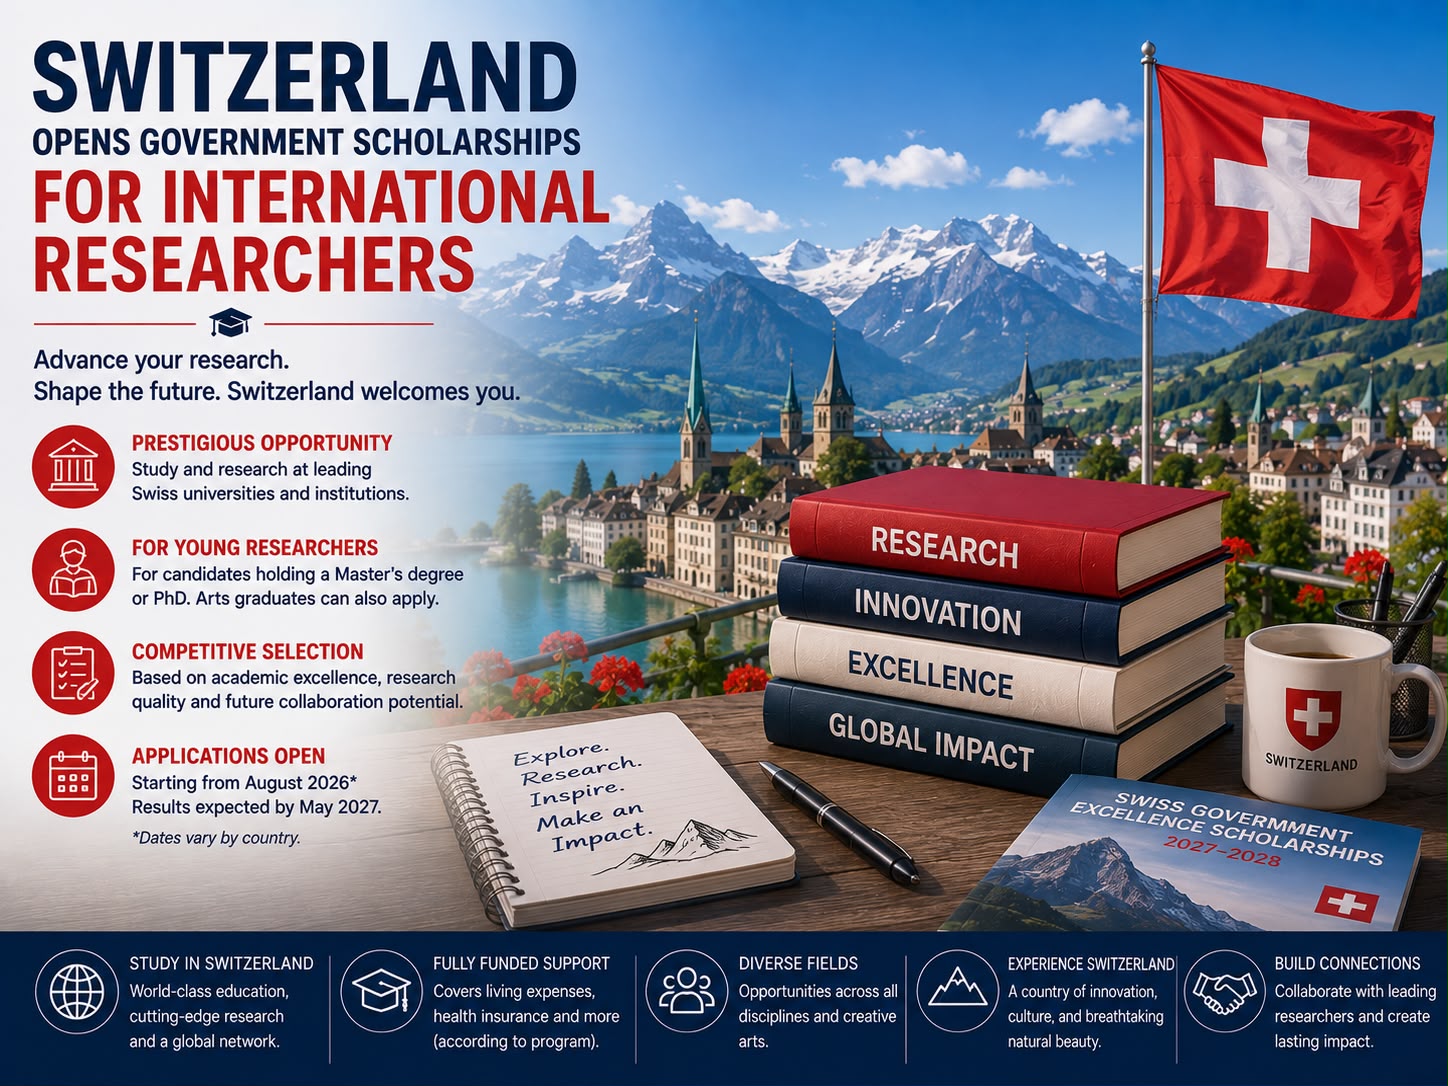 SWITZERLAND
OPENS GOVERNMENT SCHOLARSHIPS
FOR INTERNATIONAL
RESEARCHERS
Advance your research.
Shape the future. Switzerland welcomes you.
PRESTIGIOUS OPPORTUNITY
Study and research at leading
Swiss universities and institutions.
FOR YOUNG RESEARCHERS
For candidates holding a Master's degree
or PhD. Arts graduates can also apply.
COMPETITIVE SELECTION
Based on academic excellence, research
quality and future collaboration potential.
APPLICATIONS OPEN
Starting from August 2026*
Results expected by May 2027.
*Dates vary by country.
Explore.
Research.
Inspire.
Make an
Impact.
RESEARCH
INNOVATION
EXCELLENCE
GLOBAL IMPACT
SWITZERLAND
SWISS GOVERNMENT
EXCELLENCE SCHOLARSHIPS
2027–2028
STUDY IN SWITZERLAND
World-class education,
cutting-edge research
and a global network.
FULLY FUNDED SUPPORT
Covers living expenses,
health insurance and more
(according to program).
DIVERSE FIELDS
Opportunities across all
disciplines and creative
arts.
EXPERIENCE SWITZERLAND
A country of innovation,
culture, and breathtaking
natural beauty.
BUILD CONNECTIONS
Collaborate with leading
researchers and create
lasting impact.